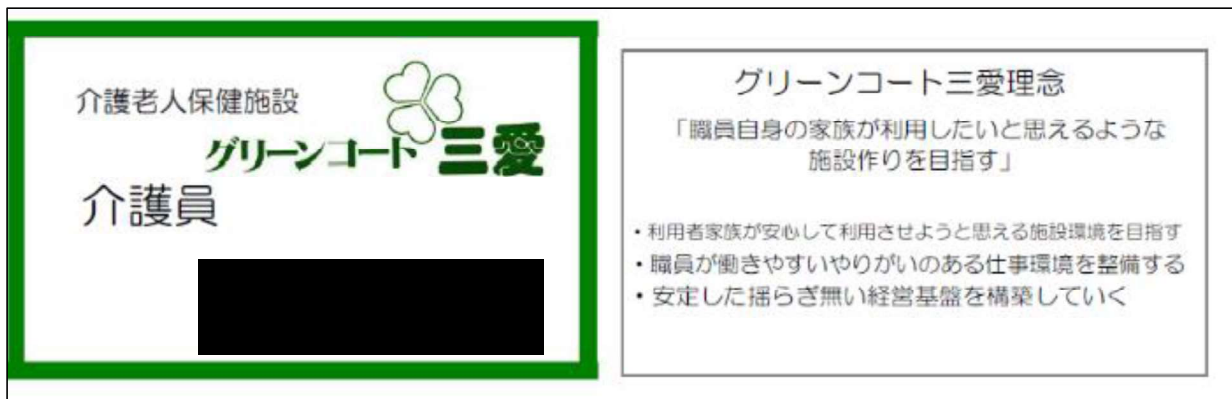 介護老人保健施設
グリーンコート三愛
介護員
グリーンコート三愛理念
「職員自身の家族が利用したいと思えるような
施設作りを目指す」
・利用者家族が安心して利用させようと思える施設環境を目指す
・職員が働きやすいやりがいのある仕事環境を整備する
・安定した揺らぎ無い経営基盤を構築していく